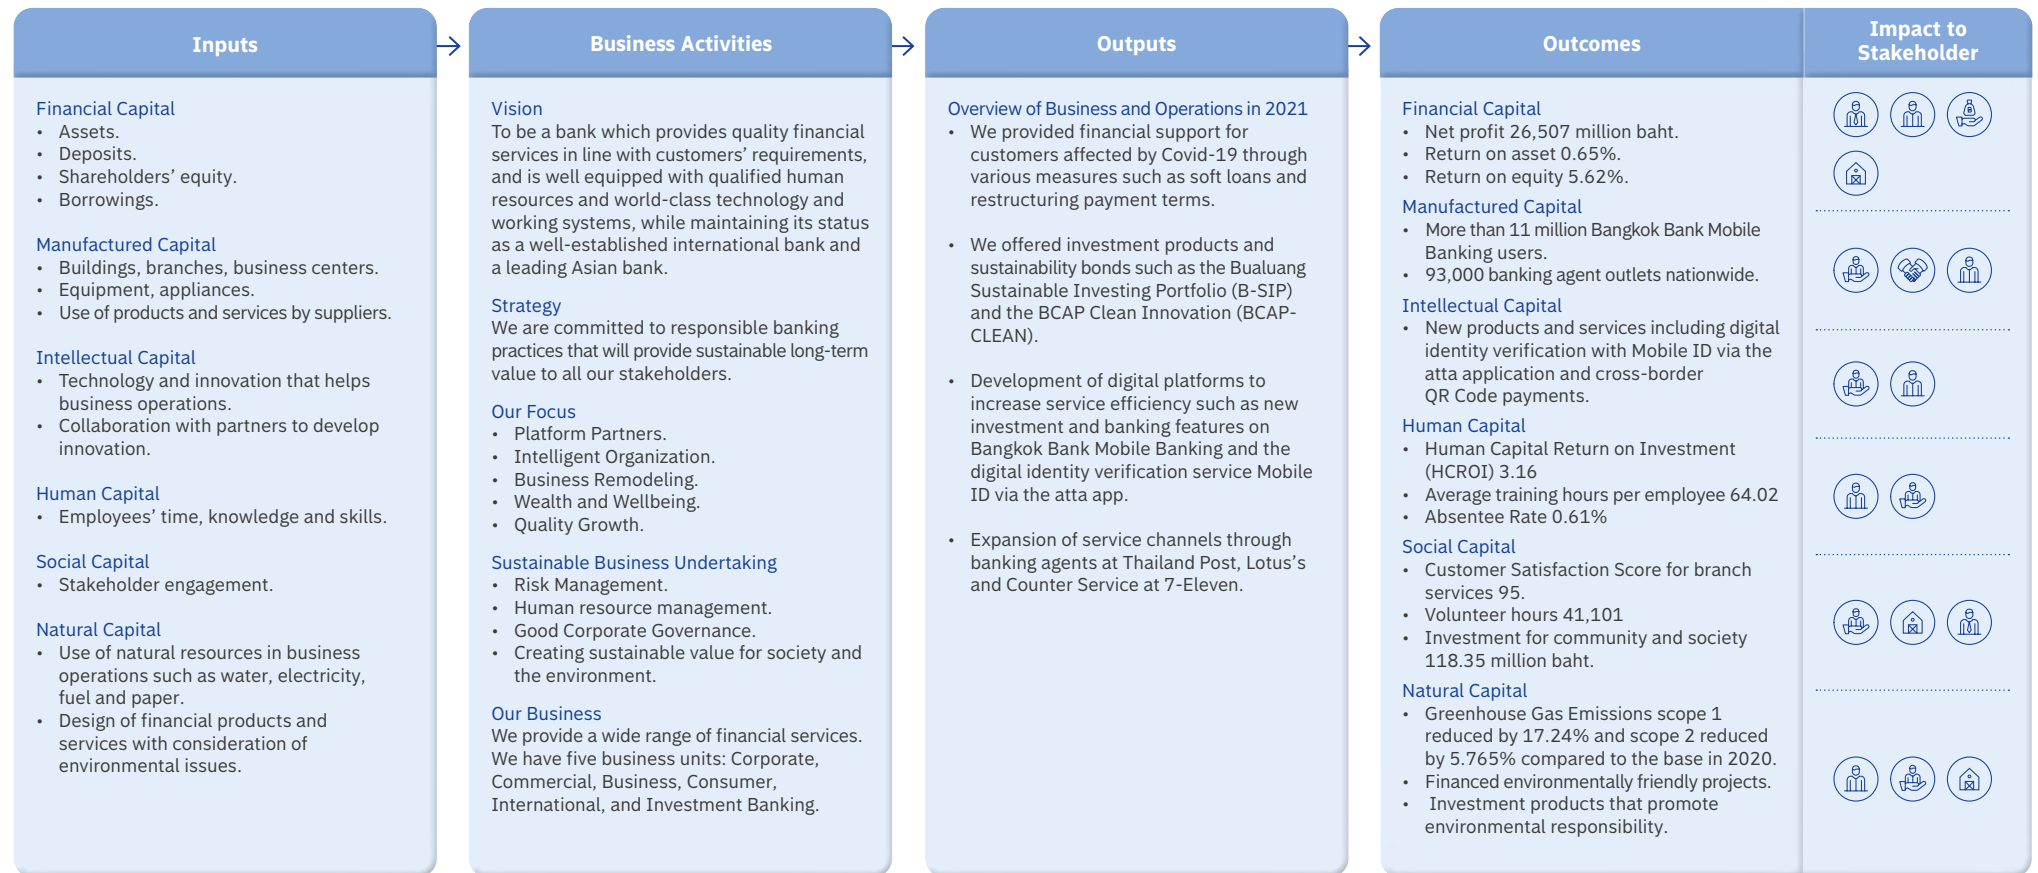 Inputs
Financial Capital
• Assets.
• Deposits.
• Shareholders’ equity.
• Borrowings.
Manufactured Capital
• Buildings, branches, business centers.
• Equipment, appliances.
• Use of products and services by suppliers.
Intellectual Capital
• Technology and innovation that helps
business operations.
• Collaboration with partners to develop
innovation.
Human Capital
• Employees’ time, knowledge and skills.
Social Capital
• Stakeholder engagement.
Natural Capital
• Use of natural resources in business
operations such as water, electricity,
fuel and paper.
• Design of financial products and
services with consideration of
environmental issues.
Business Activities
Vision
To be a bank which provides quality financial
services in line with customers’ requirements,
and is well equipped with qualified human
resources and world-class technology and
working systems, while maintaining its status
as a well-established international bank and
a leading Asian bank.
Strategy
We are committed to responsible banking
practices that will provide sustainable long-term
value to all our stakeholders.
Our Focus
• Platform Partners.
• Intelligent Organization.
• Business Remodeling.
• Wealth and Wellbeing.
• Quality Growth.
Sustainable Business Undertaking
• Risk Management.
• Human resource management.
• Good Corporate Governance.
• Creating sustainable value for society and
the environment.
Our Business
We provide a wide range of financial services.
We have five business units: Corporate,
Commercial, Business, Consumer,
International, and Investment Banking.
Outputs
Overview of Business and Operations in 2021
• We provided financial support for
customers affected by Covid-19 through
various measures such as soft loans and
restructuring payment terms.
• We offered investment products and
sustainability bonds such as the Bualuang
Sustainable Investing Portfolio (B-SIP)
and the BCAP Clean Innovation (BCAP-
CLEAN).
• Development of digital platforms to
increase service efficiency such as new
investment and banking features on
Bangkok Bank Mobile Banking and the
digital identity verification service Mobile
ID via the atta app.
• Expansion of service channels through
banking agents at Thailand Post, Lotus’s
and Counter Service at 7-Eleven.
Outcomes
Financial Capital
• Net profit 26,507 million baht.
• Return on asset 0.65%.
• Return on equity 5.62%.
Manufactured Capital
• More than 11 million Bangkok Bank Mobile
Banking users.
• 93,000 banking agent outlets nationwide.
Intellectual Capital
• New products and services including digital
identity verification with Mobile ID via the
atta application and cross-border
QR Code payments.
Human Capital
• Human Capital Return on Investment
(HCROI) 3.16
• Average training hours per employee 64.02
• Absentee Rate 0.61%
Social Capital
• Customer Satisfaction Score for branch
services 95.
• Volunteer hours 41,101
• Investment for community and society
118.35 million baht.
Natural Capital
• Greenhouse Gas Emissions scope 1
reduced by 17.24% and scope 2 reduced
by 5.765% compared to the base in 2020.
• Financed environmentally friendly projects.
• Investment products that promote
environmental responsibility.
Impact to
Stakeholder